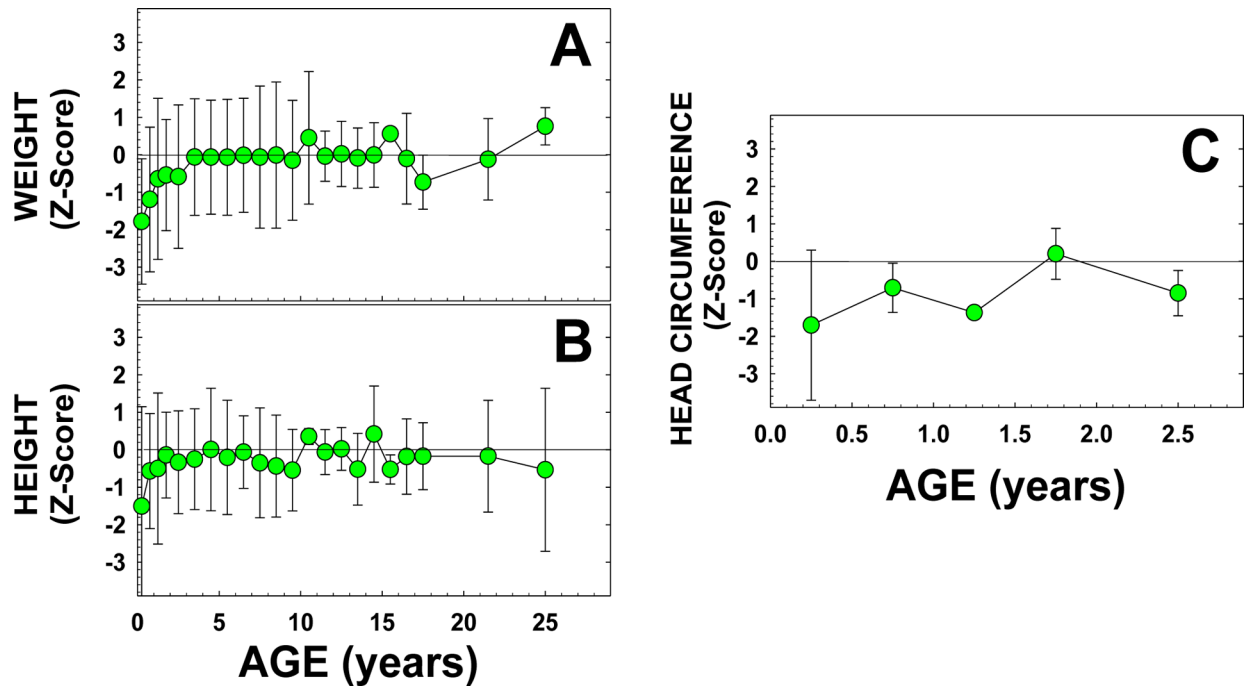 A
WEIGHT
(Z-Score)
3
2
1
0
-1
-2
-3
B
HEIGHT
(Z-Score)
3
2
1
0
-1
-2
-3
0 5 10 15 20 25
AGE (years)
C
HEAD CIRCUMFERENCE
(Z-Score)
3
2
1
0
-1
-2
-3
0.0 0.5 1.0 1.5 2.0 2.5
AGE (years)